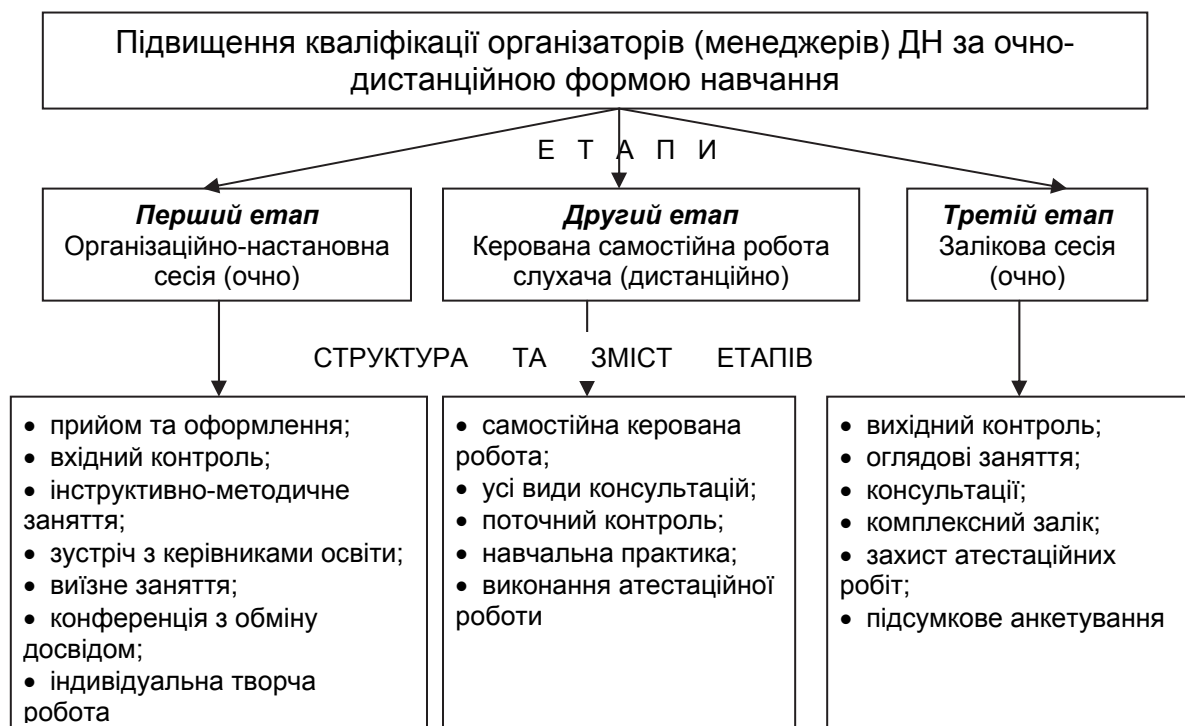 Підвищення кваліфікації організаторів (менеджерів) ДН за очно-
дистанційною формою навчання
Е Т А П И
Перший етап
Організаційно-настановна
сесія (очно)
Другий етап
Керована самостійна робота
слухача (дистанційно)
Третій етап
Залікова сесія
(очно)
СТРУКТУРА ТА ЗМІСТ ЕТАПІВ
• прийом та оформлення;
• вхідний контроль;
• інструктивно-методичне
заняття;
• зустріч з керівниками освіти;
• виїзне заняття;
• конференція з обміну
досвідом;
• індивідуальна творча
робота
• самостійна керована
робота;
• усі види консультацій;
• поточний контроль;
• навчальна практика;
• виконання атестаційної
роботи
• вихідний контроль;
• оглядові заняття;
• консультації;
• комплексний залік;
• захист атестаційних
робіт;
• підсумкове анкетування